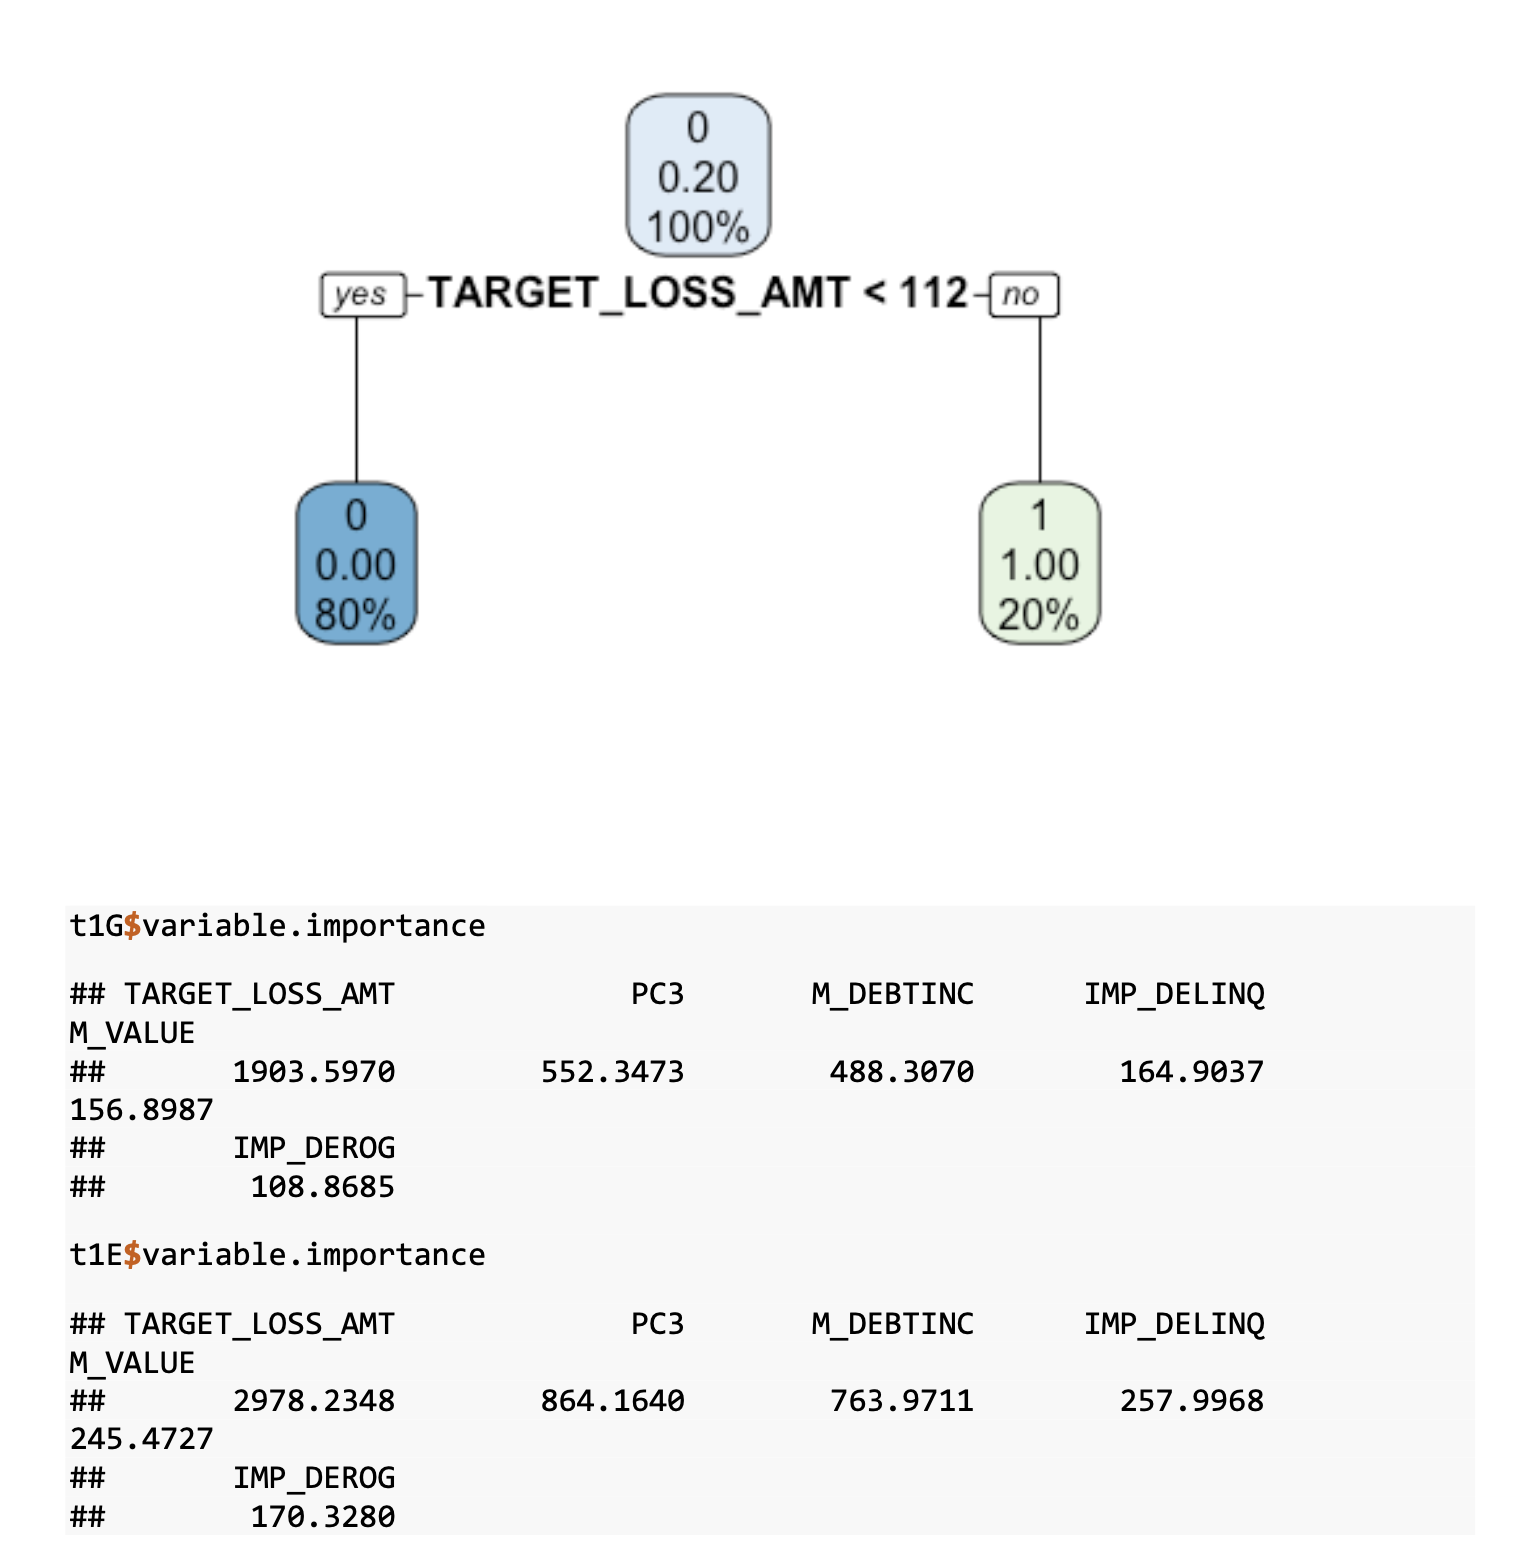 0
0.20
100%
yes TARGET_LOSS_AMT < 112 no
0
0.00
80%
1
1.00
20%
t1G$variable.importance
## TARGET_LOSS_AMT             PC3       M_DEBTINC      IMP_DELINQ
M_VALUE
##       1903.5970        552.3473        488.3070        164.9037
156.8987
##       IMP_DEROG
##        108.8685
t1E$variable.importance
## TARGET_LOSS_AMT             PC3       M_DEBTINC      IMP_DELINQ
M_VALUE
##       2978.2348        864.1640        763.9711        257.9968
245.4727
##       IMP_DEROG
##        170.3280